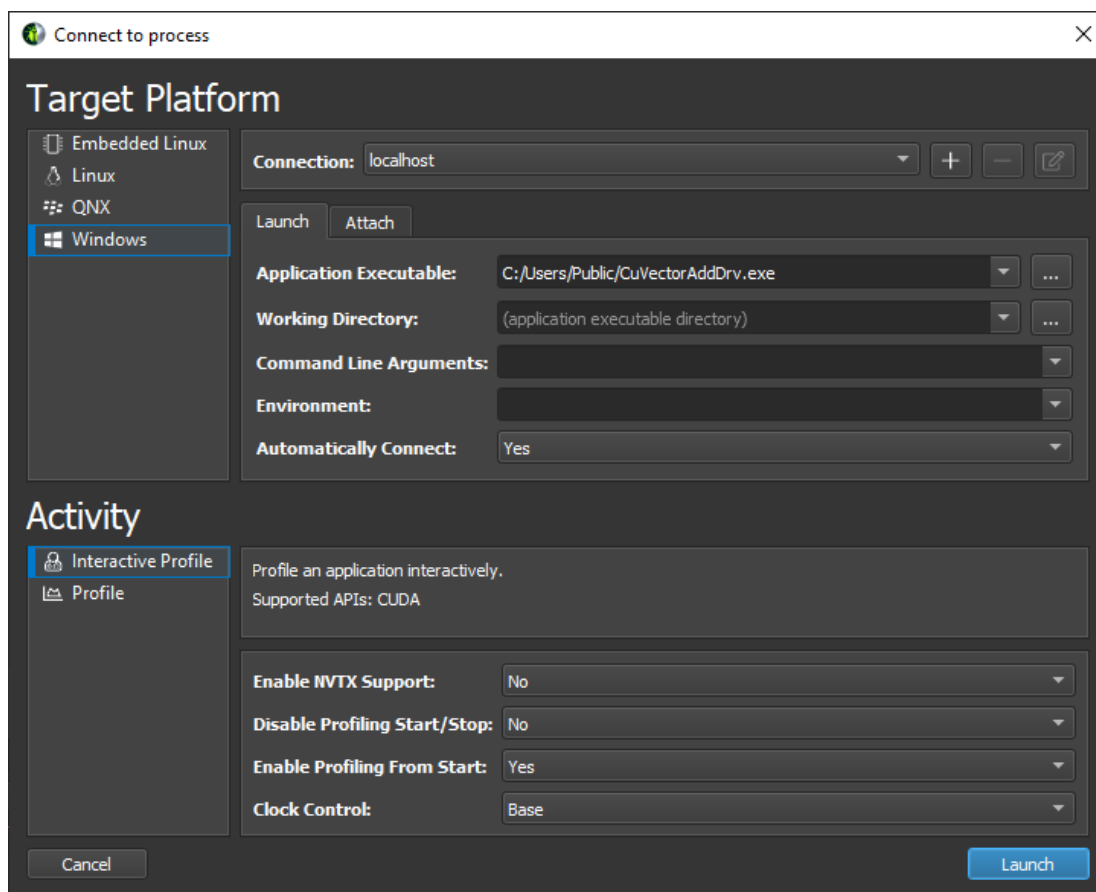 Connect to process
Target Platform
Embedded Linux
Linux
QNX
Windows
Connection: localhost
Launch Attach
Application Executable: C:/Users/Public/CuVectorAddDrv.exe ...
Working Directory: (application executable directory) ...
Command Line Arguments:
Environment:
Automatically Connect: Yes
Activity
Interactive Profile
Profile
Profile an application interactively.
Supported APIs: CUDA
Enable NVTX Support: No
Disable Profiling Start/Stop: No
Enable Profiling From Start: Yes
Clock Control: Base
Cancel Launch